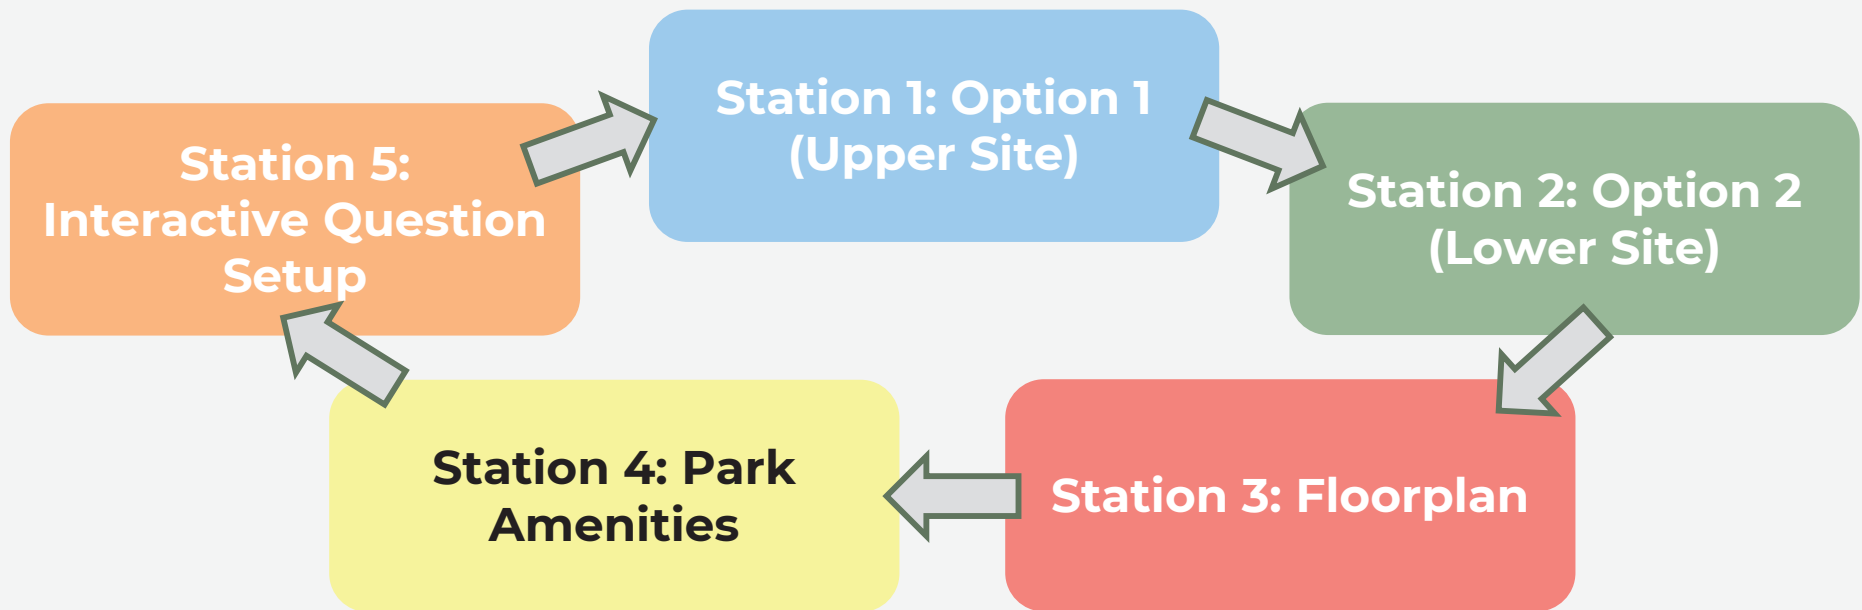 Station 1: Option 1
(Upper Site)
Station 2: Option 2
(Lower Site)
Station 3: Floorplan
Station 4: Park
Amenities
Station 5:
Interactive Question
Setup